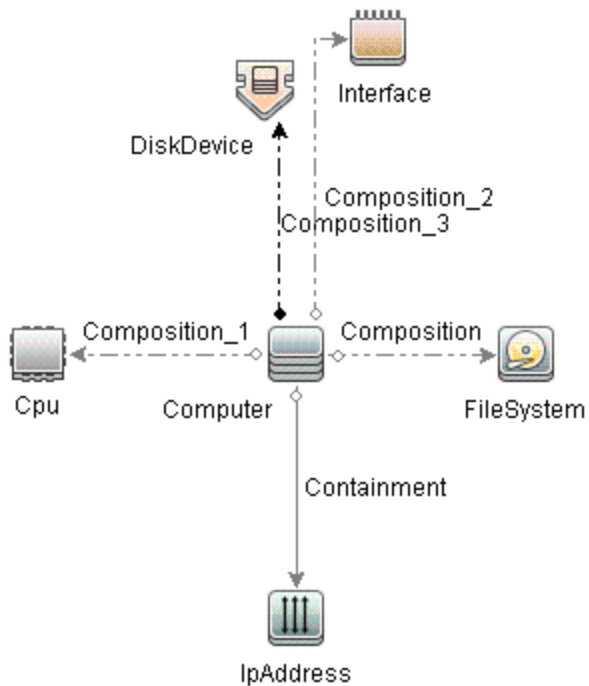 Interface
DiskDevice
Composition_2
Composition_3
Composition_1
Composition
Cpu
Computer
FileSystem
Containment
IpAddress